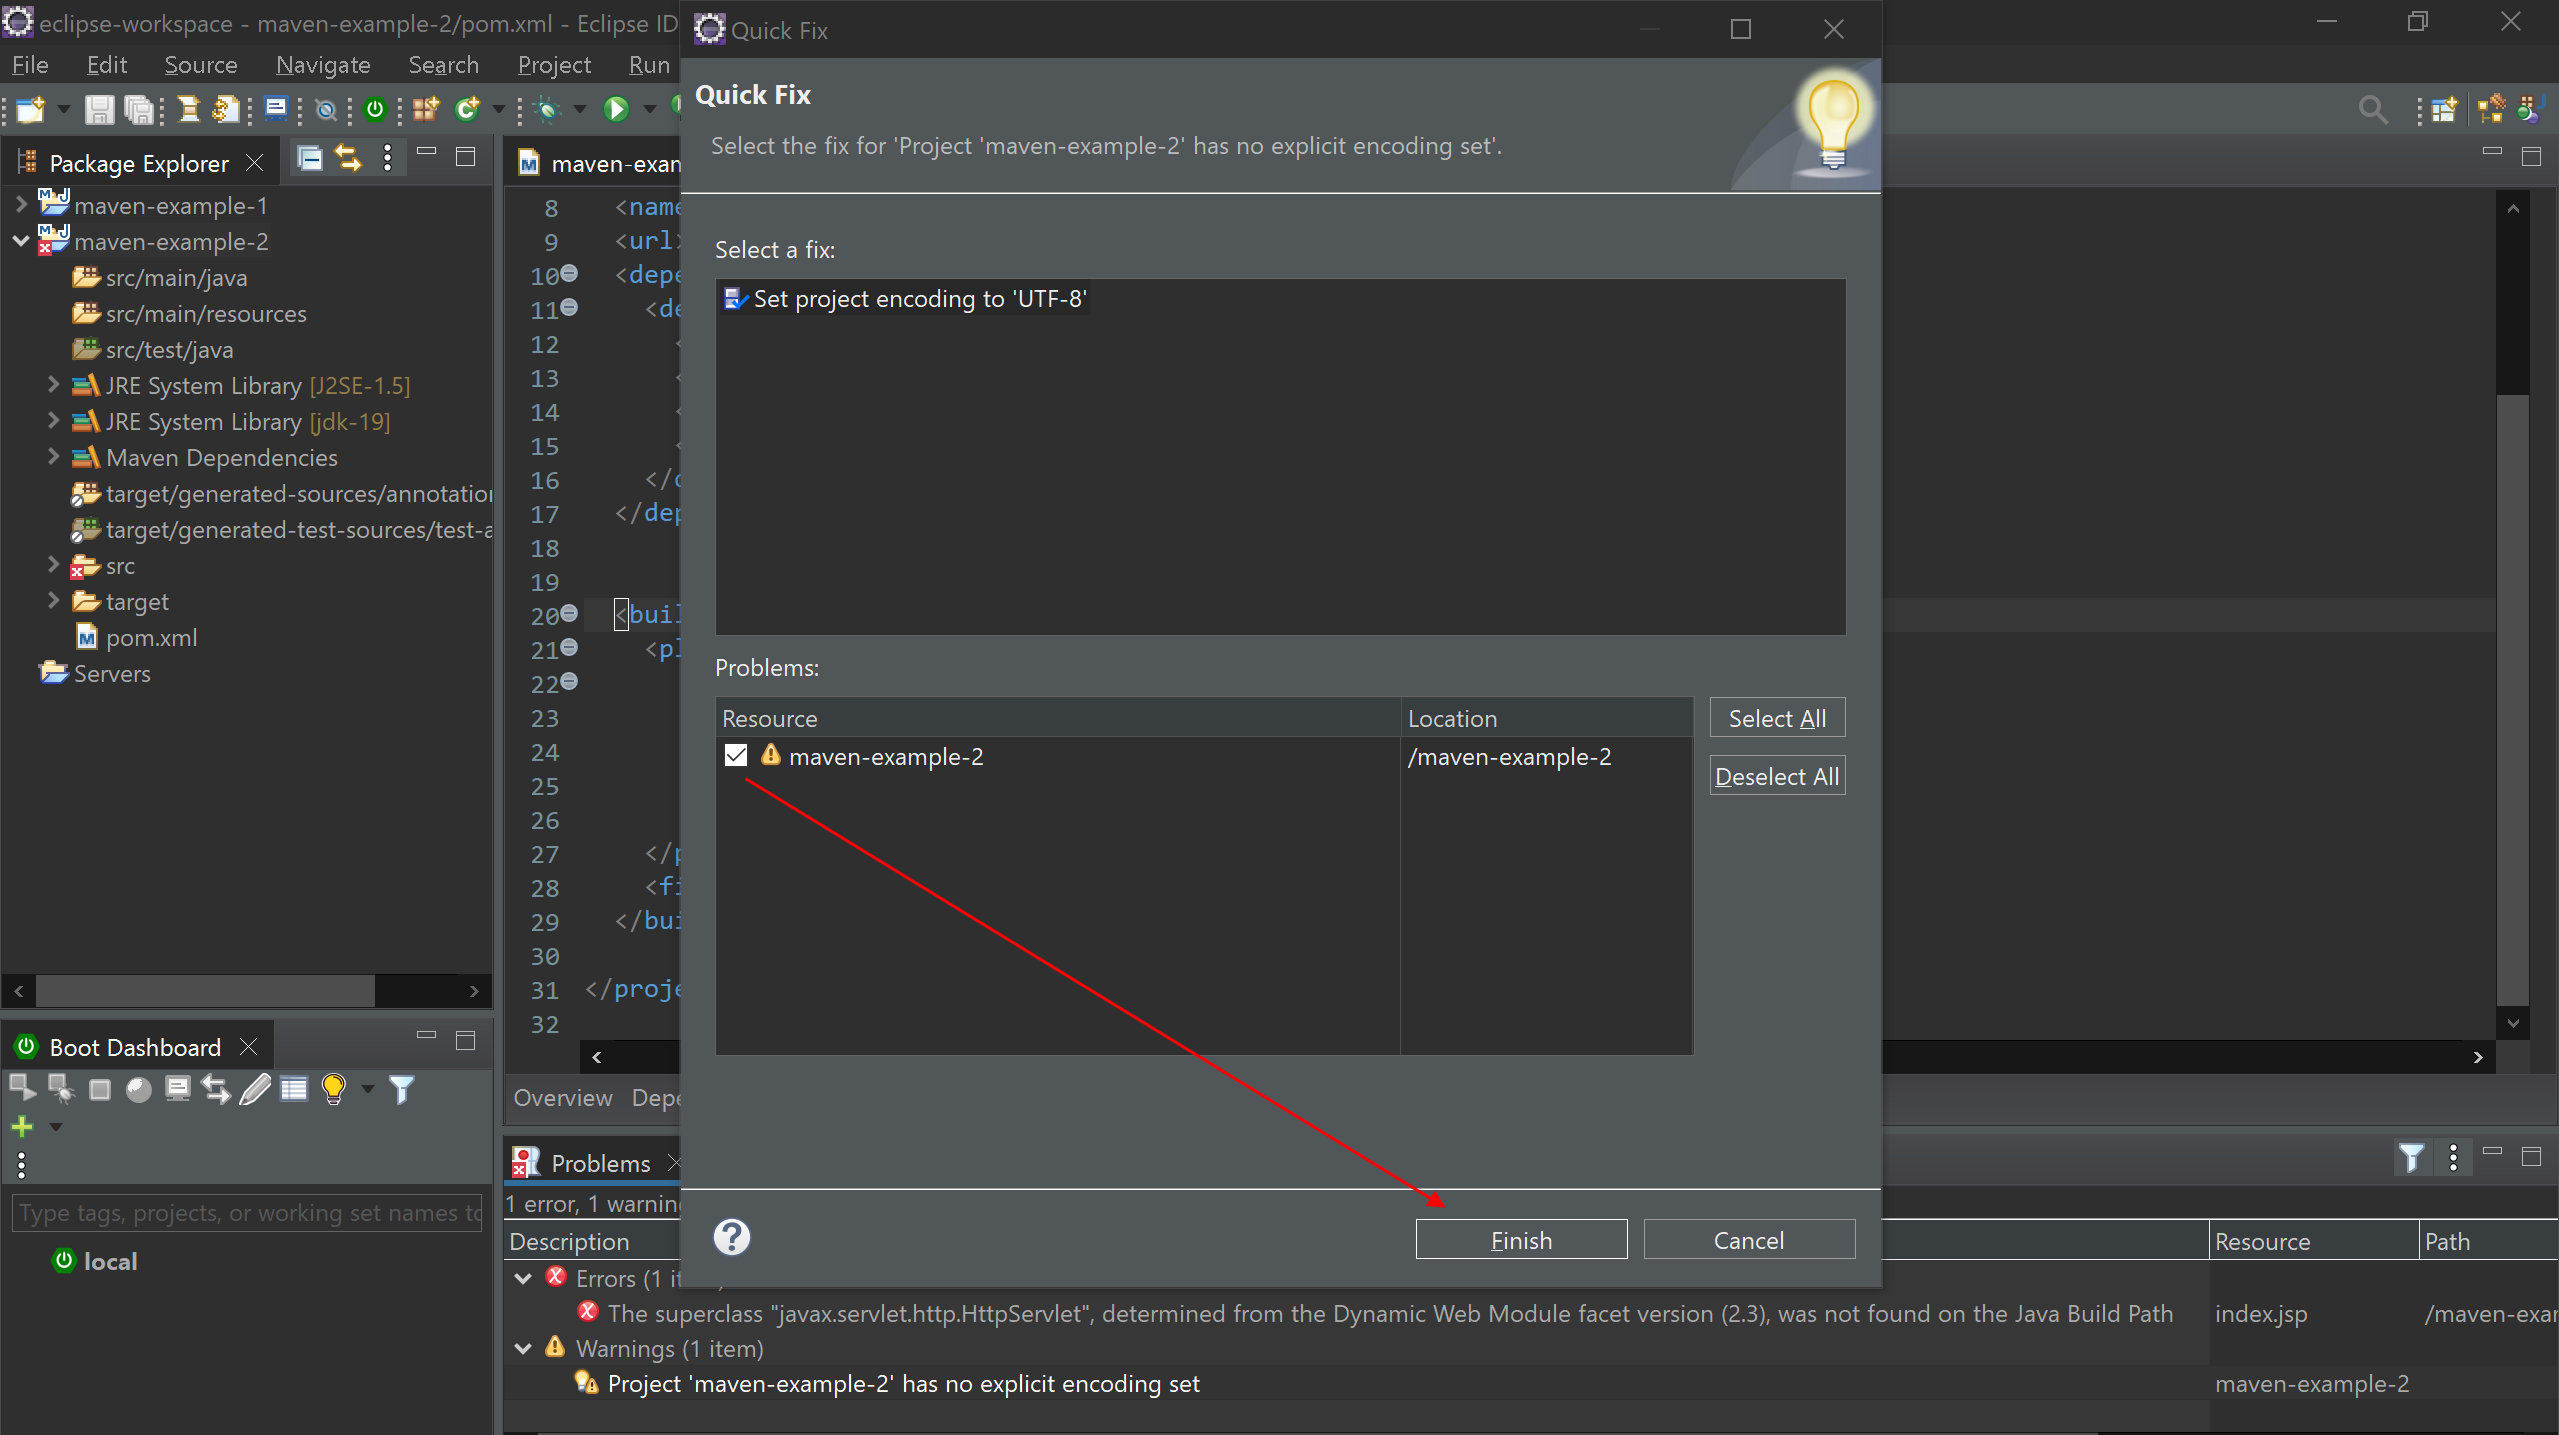 eclipse-workspace - maven-example-2/pom.xml - Eclipse ID
File Edit Source Navigate Search Project Run
Package Explorer
maven-example-1
maven-example-2
src/main/java
src/main/resources
src/test/java
JRE System Library [J2SE-1.5]
JRE System Library [jdk-19]
Maven Dependencies
target/generated-sources/annotation
target/generated-test-sources/test-a
src
target
pom.xml
Servers
Boot Dashboard
Type tags, projects, or working set names to
local
maven-exan
8 <name
9 <url>
10 <depe
11 <de
12 <
13 <
14 <
15 <
16 </d
17 </dep
18
19
20 <buil
21 <pl
22
23
24
25
26
27 </p
28 <fi
29 </bui
30
31 </proje
32
Overview Depe
Quick Fix
Quick Fix
Select the fix for 'Project 'maven-example-2' has no explicit encoding set'.
Select a fix:
Set project encoding to 'UTF-8'
Problems:
Resource Location
maven-example-2 /maven-example-2
Select All
Deselect All
Finish Cancel
Problems
1 error, 1 warnin
Description Resource Path
Errors (1 it
The superclass "javax.servlet.http.HttpServlet", determined from the Dynamic Web Module facet version (2.3), was not found on the Java Build Path index.jsp /maven-exar
Warnings (1 item)
Project 'maven-example-2' has no explicit encoding set maven-example-2